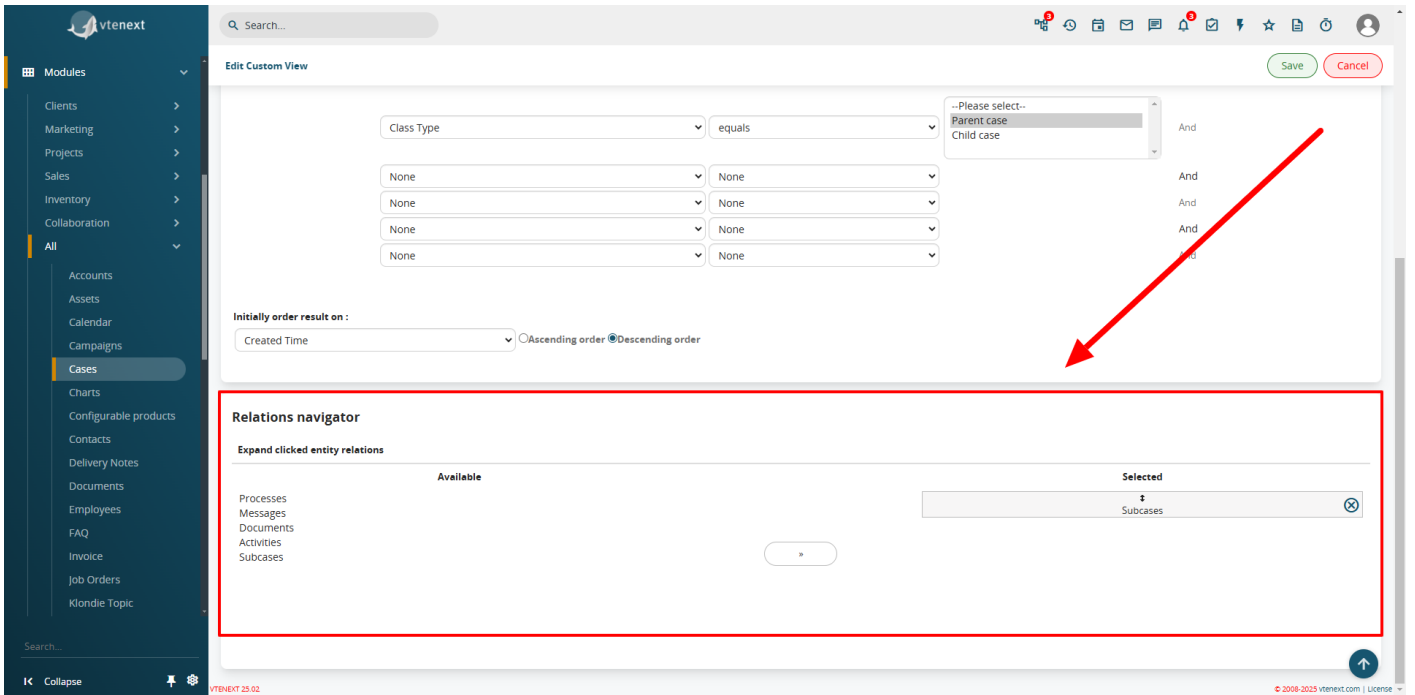 vtenext
Search...
3
3
Modules
Edit Custom View
Save
Cancel
Clients
Marketing
Projects
Sales
Inventory
Collaboration
All
Accounts
Assets
Calendar
Campaigns
Cases
Charts
Configurable products
Contacts
Delivery Notes
Documents
Employees
FAQ
Invoice
Job Orders
Klondie Topic
Search...
Collapse
--Please select--
Class Type
equals
Parent case
And
Child case
None
None
And
None
None
And
None
None
And
None
None
And
Initially order result on :
Created Time
Ascending order
Descending order
Relations navigator
Expand clicked entity relations
Available
Selected
Processes
Messages
Documents
Activities
Subcases
»
Subcases
VTENEXT 25.02
© 2008-2025 vtenext.com | License